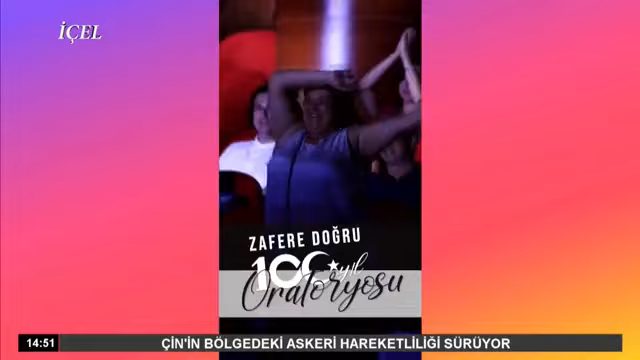 İÇEL
ZAFERE DOĞRU
100 yıl
Oratoryosu
14:51
ÇİN'İN BÖLGEDEKİ ASKERİ HAREKETLİLİĞİ SÜRÜYOR